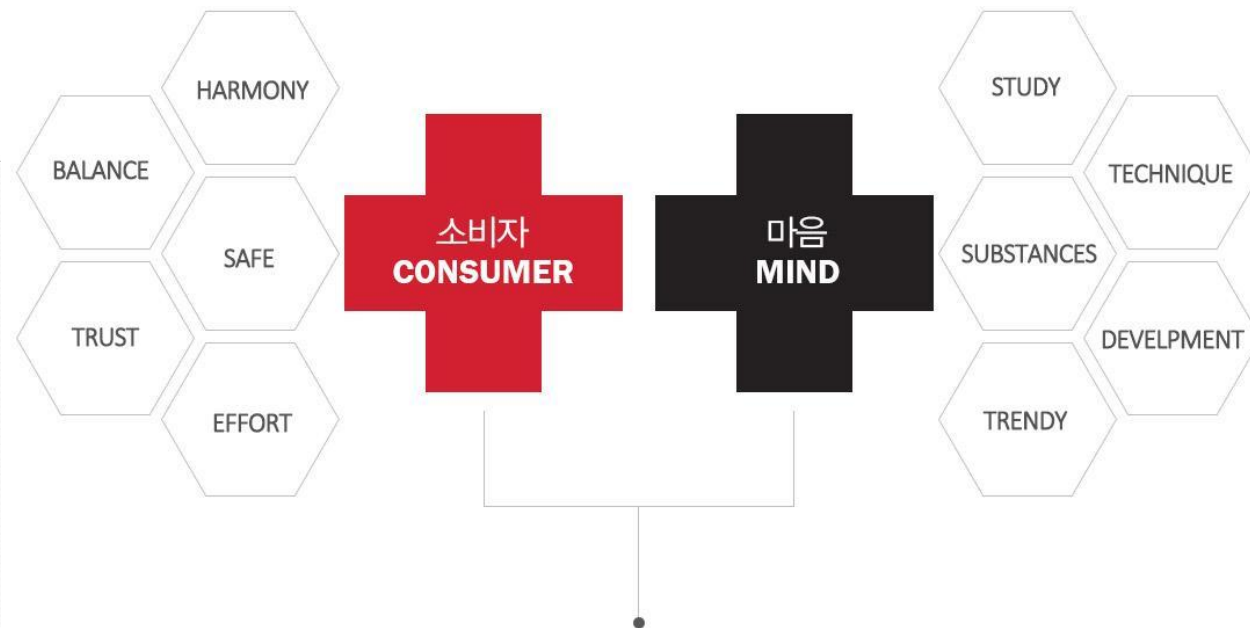 HARMONY
BALANCE
SAFE
TRUST
EFFORT
소비자
CONSUMER
마음
MIND
STUDY
TECHNIQUE
SUBSTANCES
DEVELPMENT
TRENDY